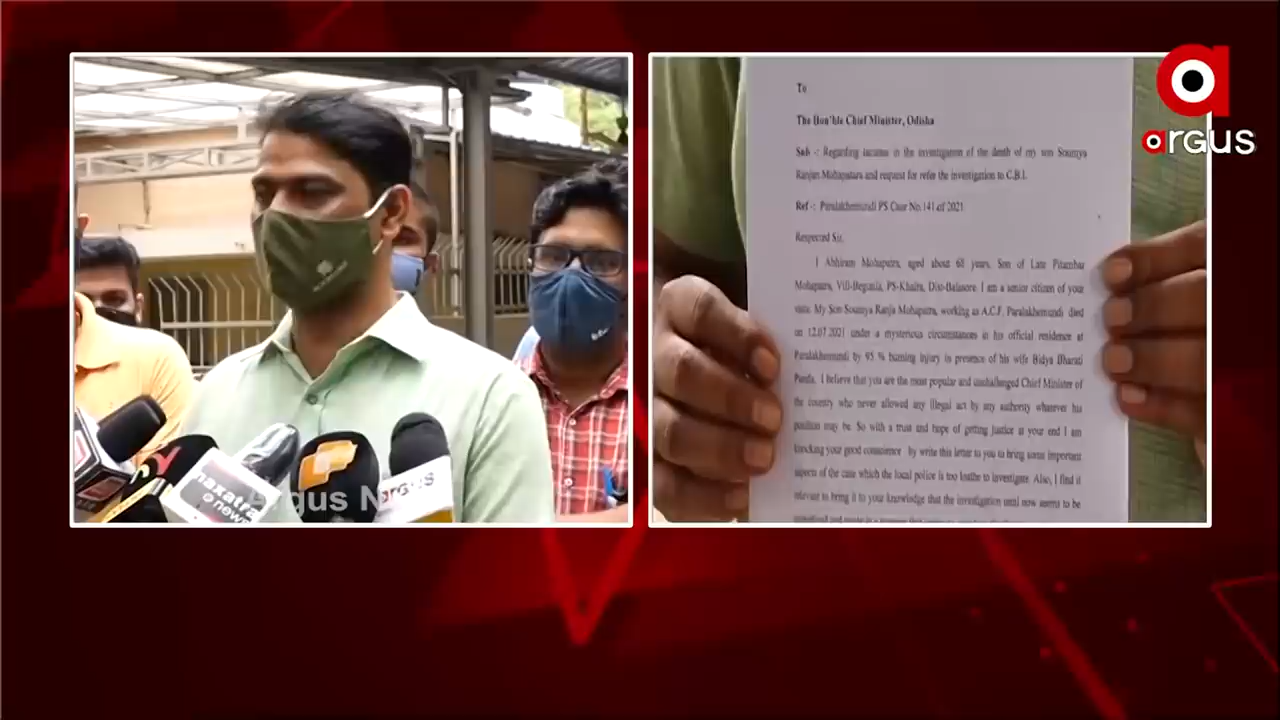 argus
To
The Hon'ble Chief Minister, Odisha
Sub -: Regarding lacunas in the investigation of the death of my son Soumya
Ranjan Mohapatara and request for refer the investigation to C.B.I.
Ref -: Paralakhemundi PS Case No.141 of 2021
Respected Sir,
I Abhiram Mohapatra, aged about 68 years, Son of Late Pitambar
Mohapatra, Vill-Begunia, PS-Khaira, Dist-Balasore. I am a senior citizen of your
state. My Son Soumya Ranja Mohapatra, working as A.C.F. Paralakhemundi died
on 12.07.2021 under a mysterious circumstances in his official residence at
Paralakhemundi by 95 % burning injury in presence of his wife Bidya Bharati
Panda. I believe that you are the most popular and unchallenged Chief Minister of
the country who never allowed any illegal act by any authority whatever his
position may be. So with a trust and hope of getting justice at your end I am
knocking your good conscience by write this letter to you to bring some important
aspects of the case which the local police is too loathe to investigate. Also, I find it
relevant to bring it to your knowledge that the investigation until now seems to be
naxatra
news
Argus N
argus